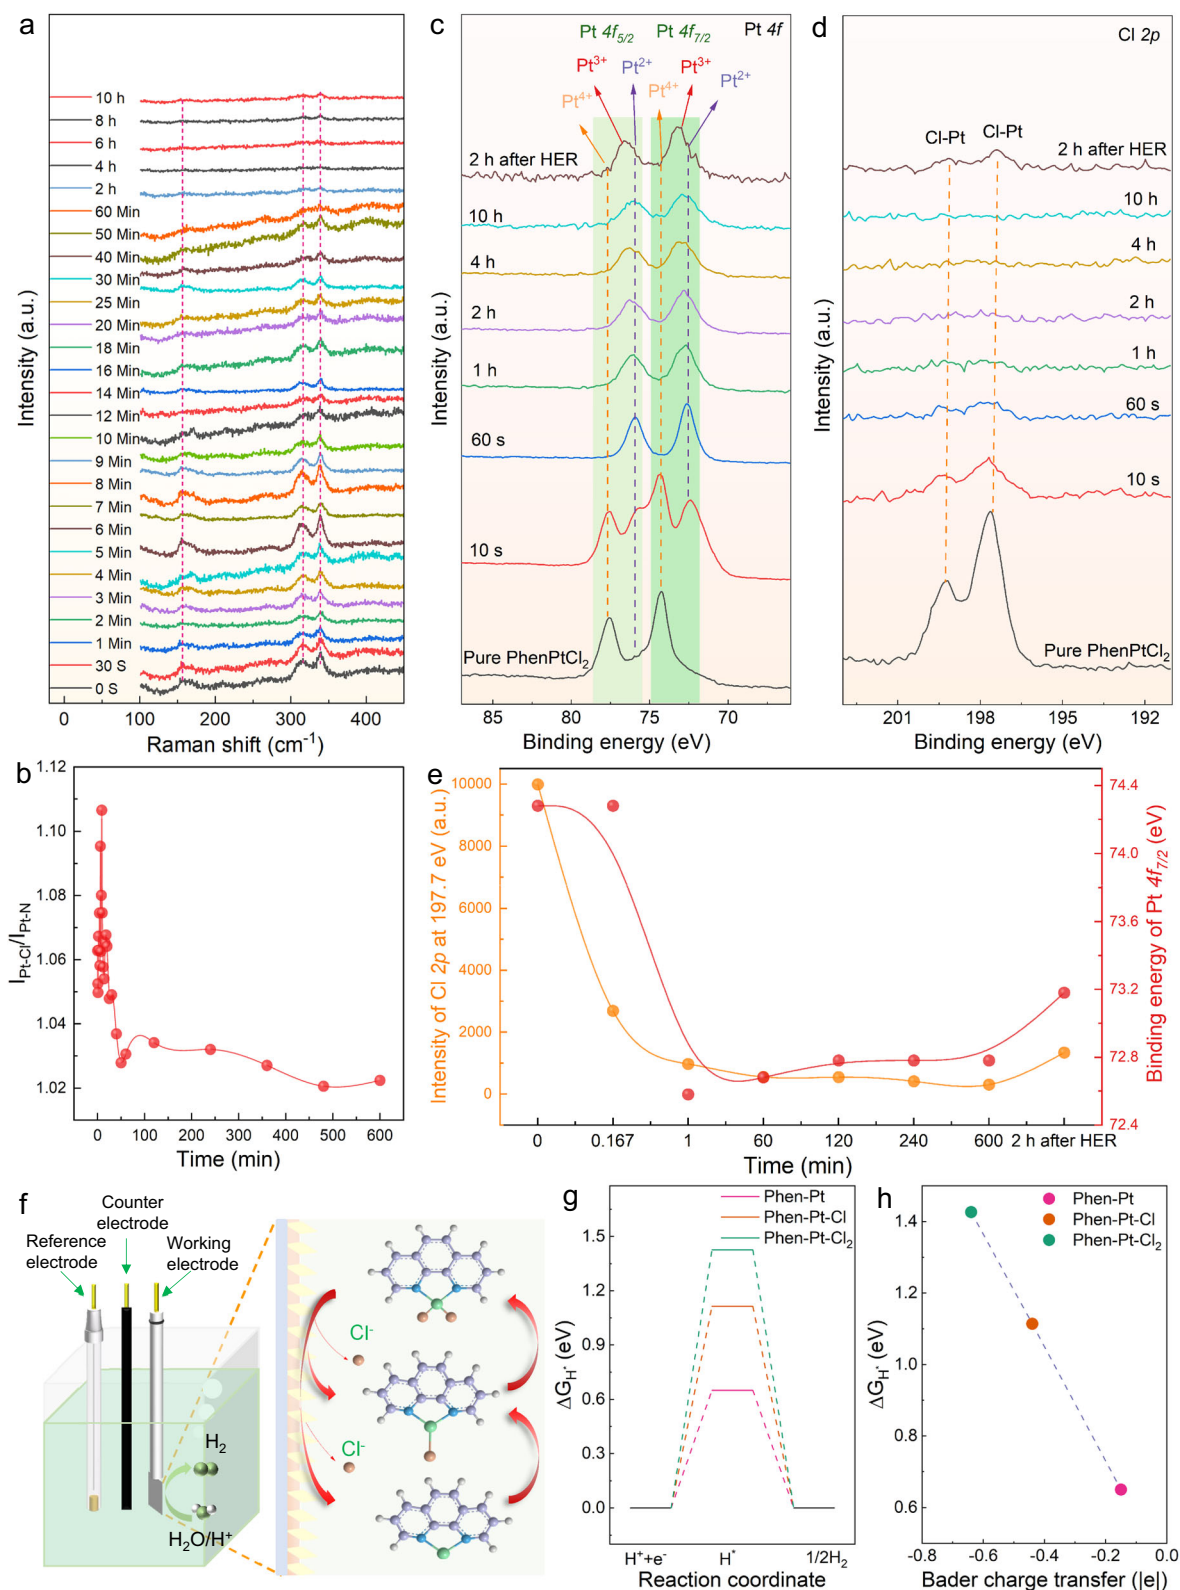 a
10 h
8 h
6 h
4 h
2 h
60 Min
50 Min
40 Min
30 Min
25 Min
20 Min
18 Min
16 Min
14 Min
12 Min
10 Min
9 Min
8 Min
7 Min
6 Min
5 Min
4 Min
3 Min
2 Min
1 Min
30 S
0 S
Intensity (a.u.)
0 100 200 300 400
Raman shift (cm⁻¹)
c
Pt 4f5/2 Pt 4f7/2 Pt 4f
Pt³⁺ Pt²⁺ Pt³⁺
Pt⁴⁺ Pt⁴⁺ Pt²⁺
2 h after HER
10 h
4 h
2 h
1 h
60 s
10 s
Pure PhenPtCl₂
Intensity (a.u.)
85 80 75 70
Binding energy (eV)
d
Cl 2p
Cl-Pt Cl-Pt
2 h after HER
10 h
4 h
2 h
1 h
60 s
10 s
Pure PhenPtCl₂
Intensity (a.u.)
201 198 195 192
Binding energy (eV)
b
1.12
1.10
1.08
1.06
1.04
1.02
I Pt-Cl/I Pt-N
0 100 200 300 400 500 600
Time (min)
e
10000
8000
6000
4000
2000
0
Intensity of Cl 2p at 197.7 eV (a.u.)
74.4
74.0
73.6
73.2
72.8
72.4
Binding energy of Pt 4f7/2 (eV)
0 0.167 1 60 120 240 600 2 h after HER
Time (min)
f
Counter
electrode
Reference
electrode
Working
electrode
H₂
H₂O/H⁺
Cl⁻
Cl⁻
g
Phen-Pt
Phen-Pt-Cl
Phen-Pt-Cl₂
1.5
1.2
0.9
0.6
0.3
0.0
ΔG H* (eV)
H⁺+e⁻ H* 1/2H₂
Reaction coordinate
h
Phen-Pt
Phen-Pt-Cl
Phen-Pt-Cl₂
1.4
1.2
1.0
0.8
0.6
ΔG H* (eV)
-0.8 -0.6 -0.4 -0.2 0.0
Bader charge transfer (|e|)